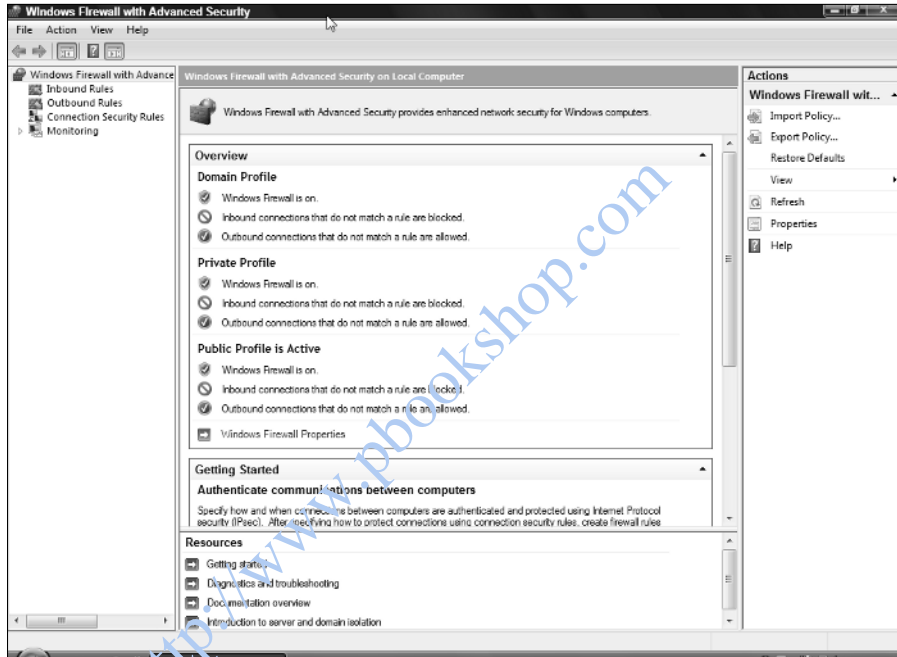 Windows Firewall with Advanced Security
File Action View Help
Windows Firewall with Advance
Inbound Rules
Outbound Rules
Connection Security Rules
Monitoring
Windows Firewall with Advanced Security on Local Computer
Windows Firewall with Advanced Security provides enhanced network security for Windows computers.
Overview
Domain Profile
Windows Firewall is on.
Inbound connections that do not match a rule are blocked.
Outbound connections that do not match a rule are allowed.
Private Profile
Windows Firewall is on.
Inbound connections that do not match a rule are blocked.
Outbound connections that do not match a rule are allowed.
Public Profile is Active
Windows Firewall is on.
Inbound connections that do not match a rule are blocked.
Outbound connections that do not match a rule are allowed.
Windows Firewall Properties
Getting Started
Authenticate communications between computers
Specify how and when connections between computers are authenticated and protected using Internet Protocol
security (IPsec). After specifying how to protect connections using connection security rules, create firewall rules
Resources
Getting started
Diagnostics and troubleshooting
Documentation overview
Introduction to server and domain isolation
Actions
Windows Firewall wit...
Import Policy...
Export Policy...
Restore Defaults
View
Refresh
Properties
Help
http://www.pbookshop.com